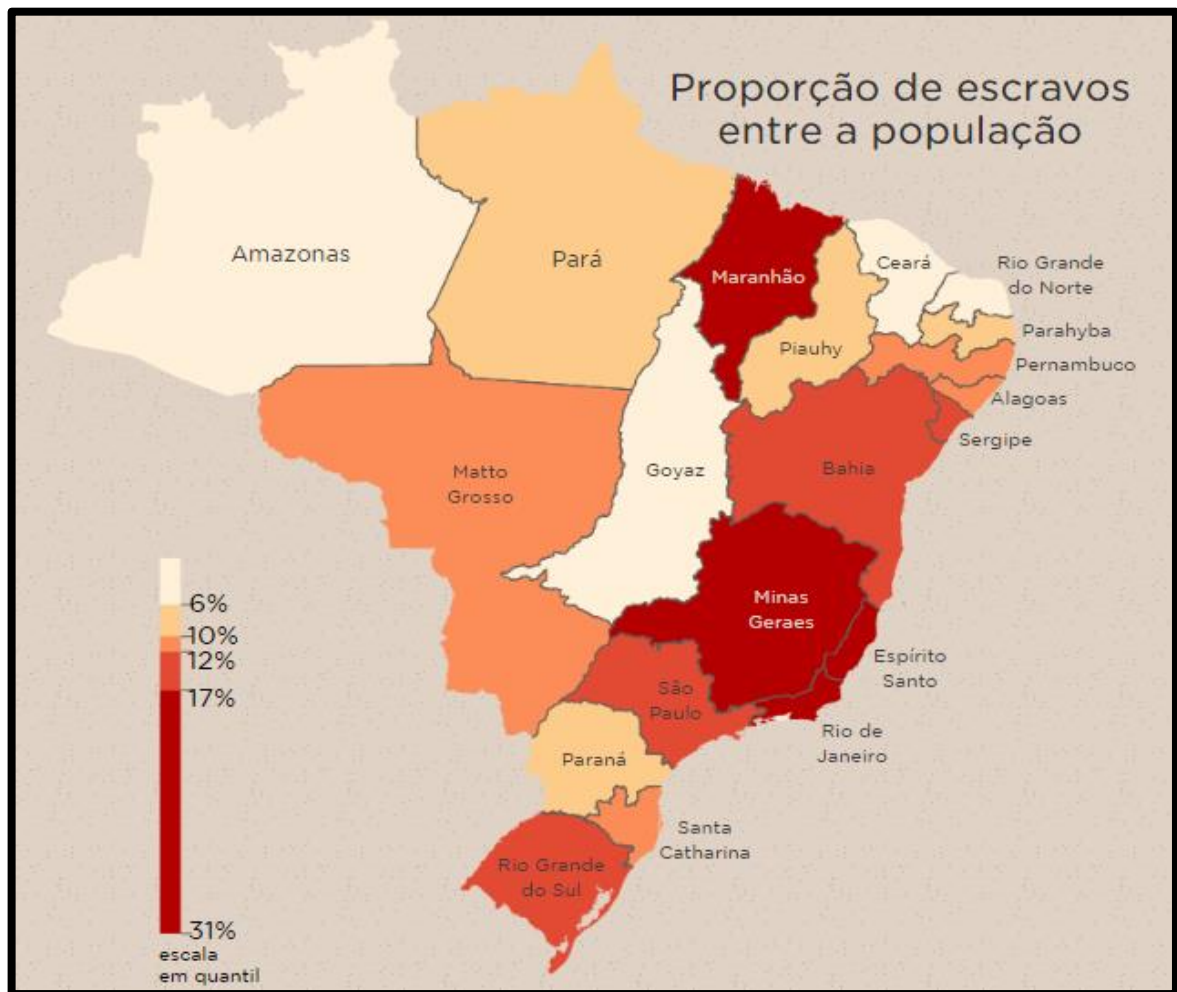 Proporção de escravos
entre a população
Amazonas
Pará
Maranhão
Ceará
Rio Grande
do Norte
Parahyba
Piauhy
Pernambuco
Alagoas
Sergipe
Matto
Grosso
Goyaz
Bahia
Minas
Geraes
Espírito
Santo
São
Paulo
Rio de
Janeiro
Paraná
Santa
Catharina
Rio Grande
do Sul
6%
10%
12%
17%
31%
escala
em quantil